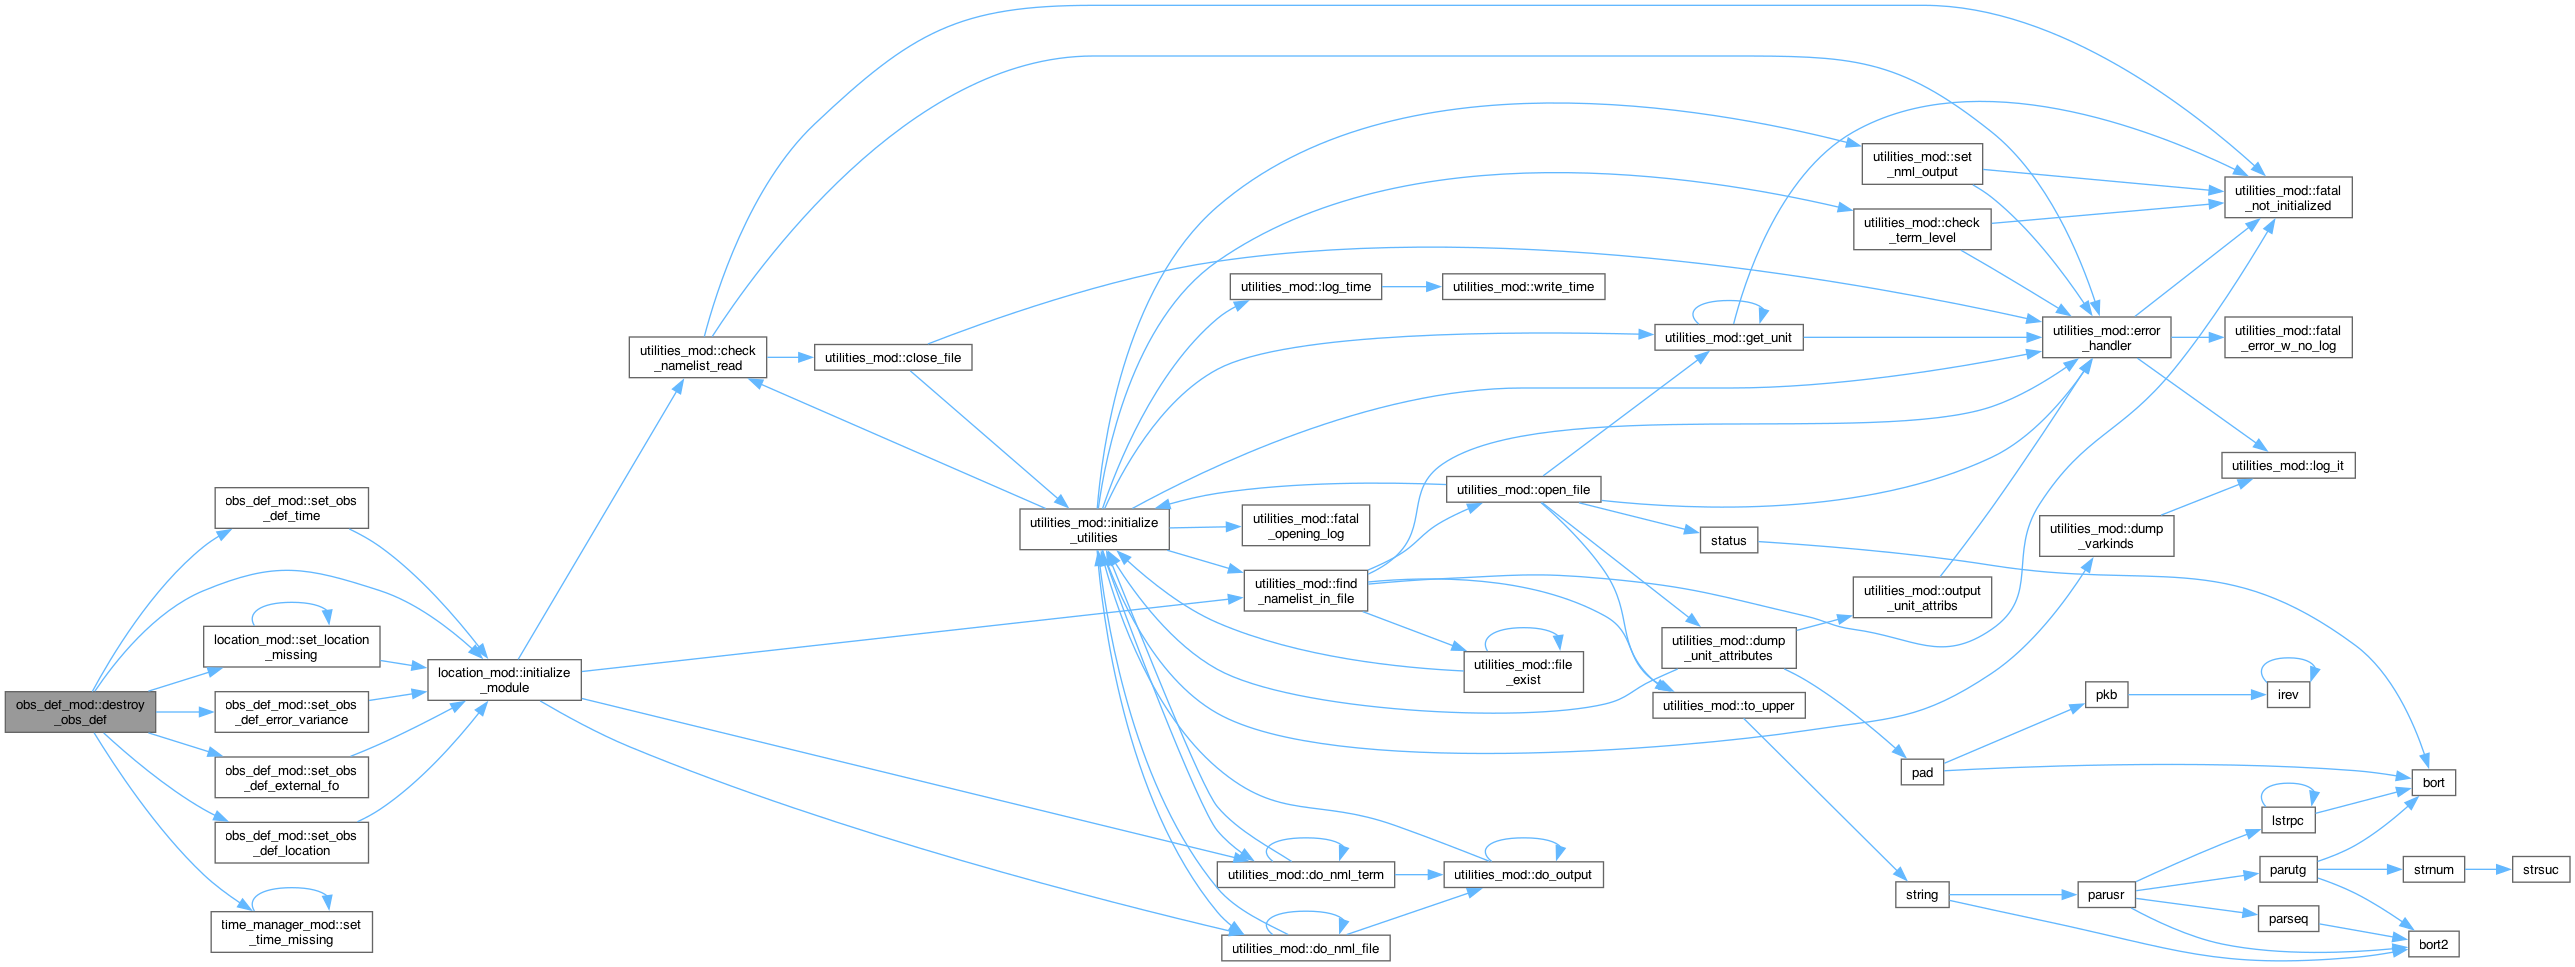 obs_def_mod::destroy
_obs_def
obs_def_mod::set_obs
_def_time
location_mod::set_location
_missing
obs_def_mod::set_obs
_def_error_variance
obs_def_mod::set_obs
_def_external_fo
obs_def_mod::set_obs
_def_location
time_manager_mod::set
_time_missing
location_mod::initialize
_module
utilities_mod::check
_namelist_read
utilities_mod::close_file
utilities_mod::initialize
_utilities
utilities_mod::log_time
utilities_mod::fatal
_opening_log
utilities_mod::find
_namelist_in_file
utilities_mod::do_nml_term
utilities_mod::do_nml_file
utilities_mod::write_time
utilities_mod::open_file
utilities_mod::file
_exist
utilities_mod::do_output
utilities_mod::get_unit
status
utilities_mod::dump
_unit_attributes
utilities_mod::to_upper
utilities_mod::set
_nml_output
utilities_mod::check
_term_level
utilities_mod::output
_unit_attribs
pad
string
utilities_mod::error
_handler
utilities_mod::dump
_varkinds
pkb
parusr
utilities_mod::fatal
_not_initialized
utilities_mod::fatal
_error_w_no_log
utilities_mod::log_it
irev
lstrpc
parutg
parseq
bort
strnum
bort2
strsuc